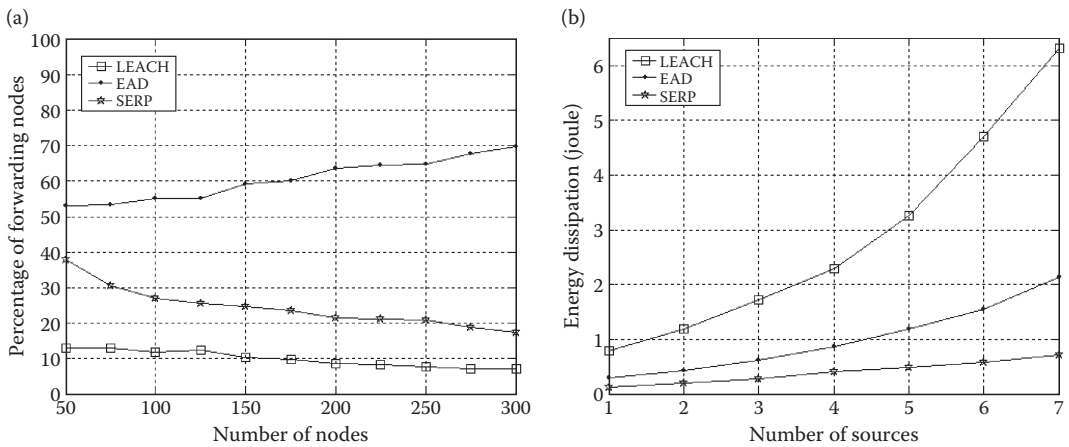 (a)
Percentage of forwarding nodes
100
90
80
70
60
50
40
30
20
10
0
LEACH
EAD
SERP
50
100
150
200
250
300
Number of nodes
(b)
Energy dissipation (joule)
6
5
4
3
2
1
0
LEACH
EAD
SERP
1
2
3
4
5
6
7
Number of sources